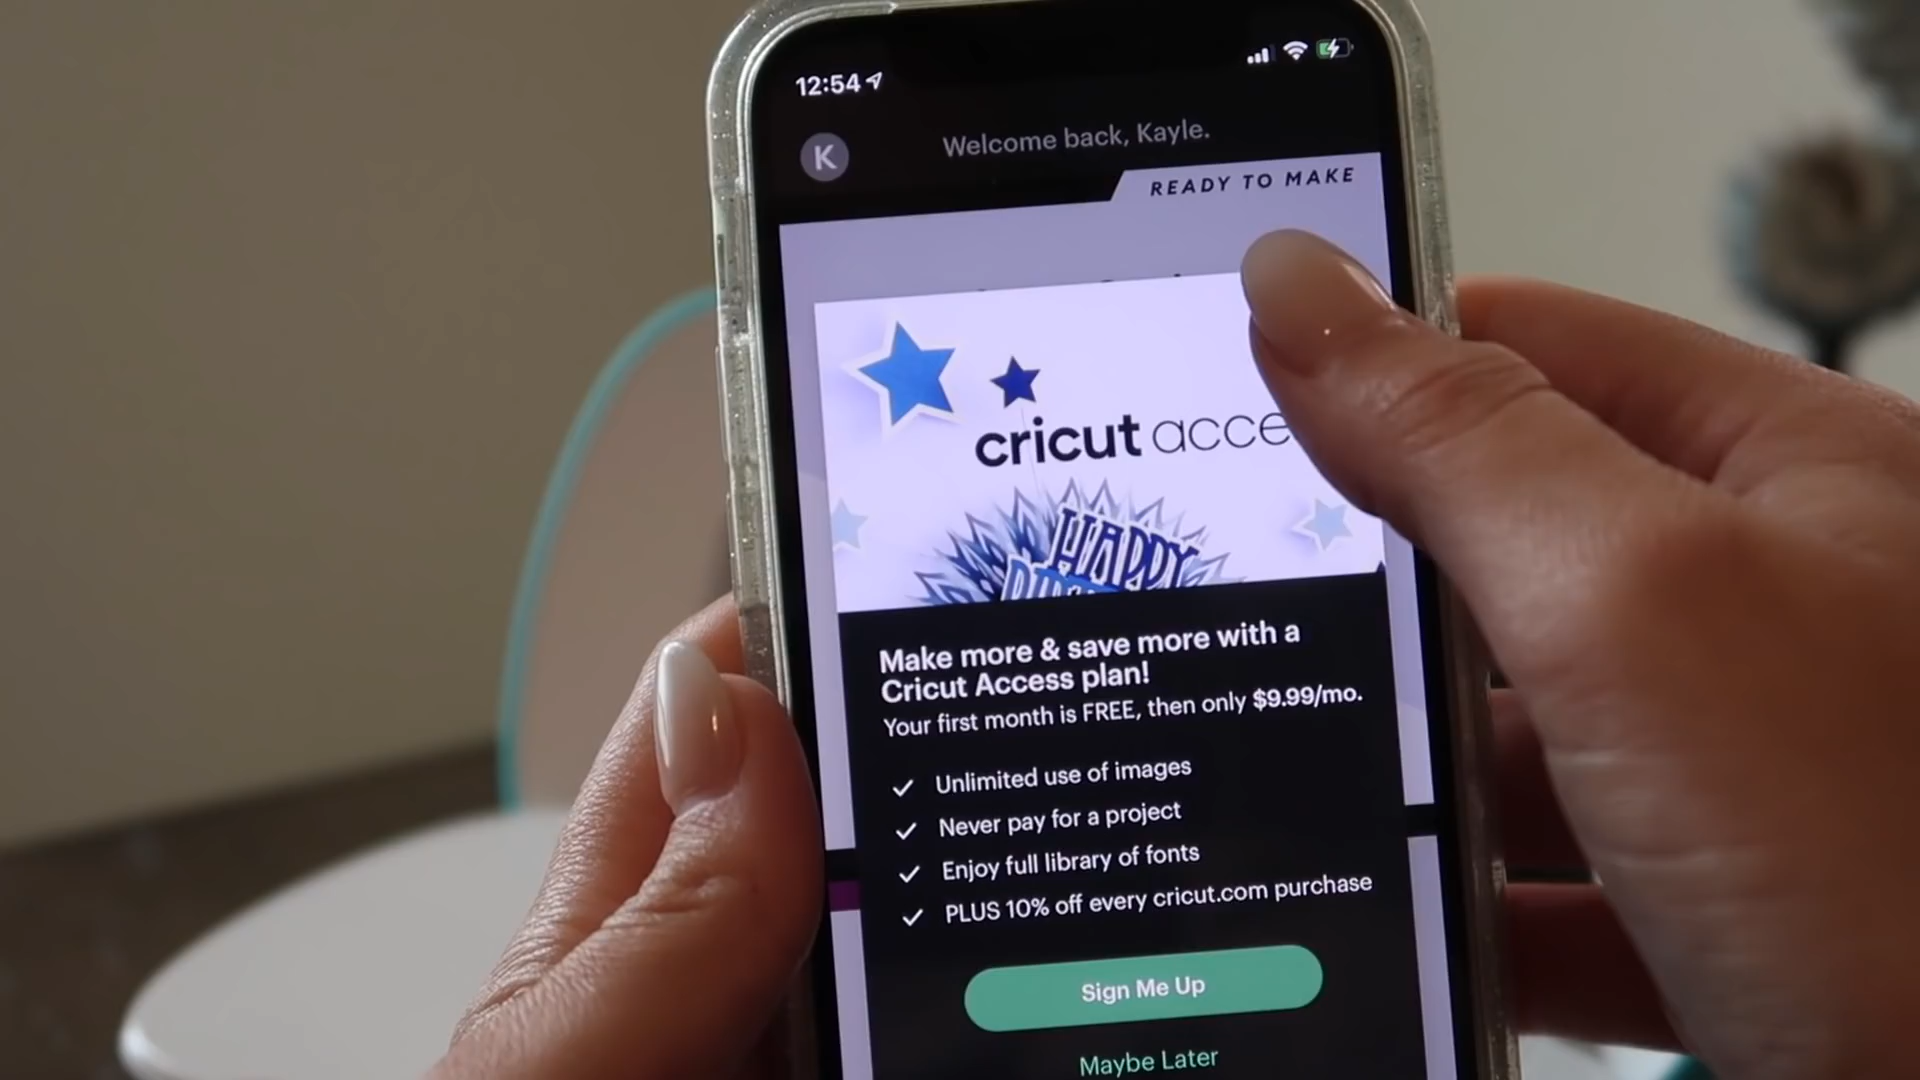 12:54
K
Welcome back, Kayle.
READY TO MAKE
cricut acce
HAPPY
Make more & save more with a
Cricut Access plan!
Your first month is FREE, then only $9.99/mo.
Unlimited use of images
Never pay for a project
Enjoy full library of fonts
PLUS 10% off every cricut.com purchase
Sign Me Up
Maybe Later